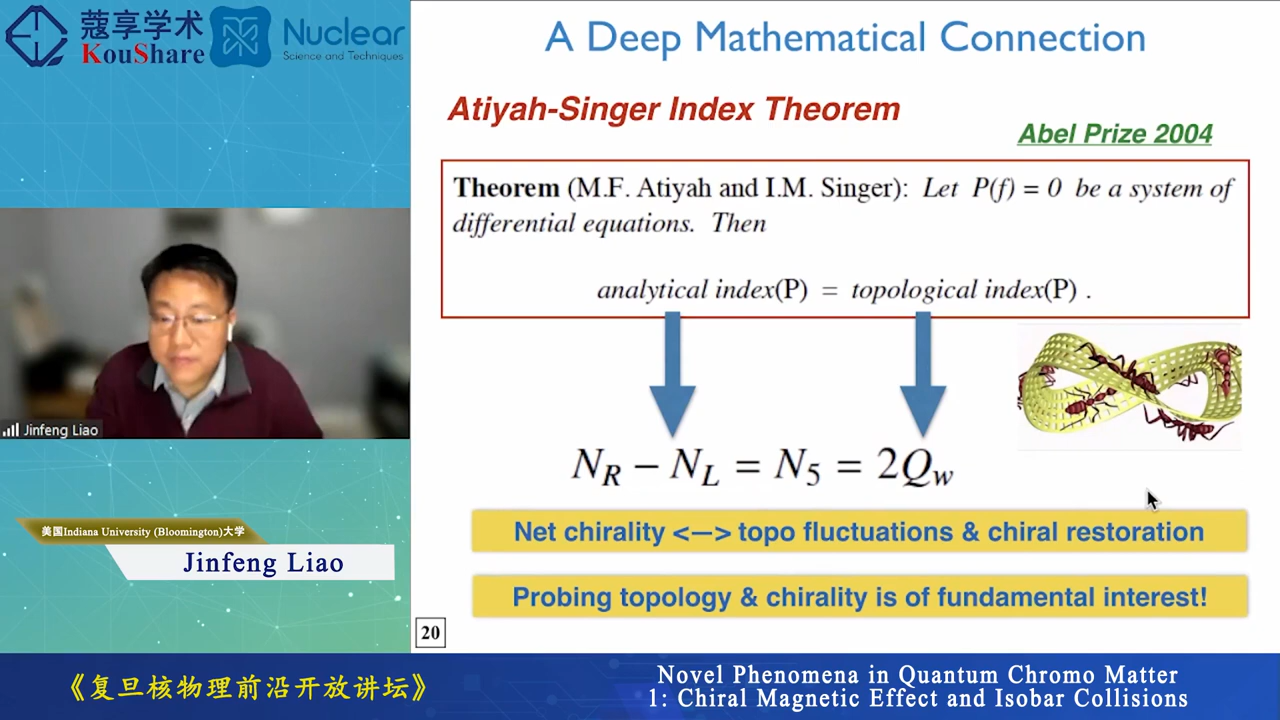 蔻享学术
KouShare
Nuclear
Science and Techniques
A Deep Mathematical Connection
Atiyah-Singer Index Theorem
Abel Prize 2004
Theorem (M.F. Atiyah and I.M. Singer): Let P(f) = 0 be a system of
differential equations. Then
analytical index(P) = topological index(P) .
N_R − N_L = N_5 = 2Q_w
Net chirality <—> topo fluctuations & chiral restoration
Probing topology & chirality is of fundamental interest!
20
Jinfeng Liao
美国Indiana University (Bloomington)大学
Jinfeng Liao
《复旦核物理前沿开放讲坛》
Novel Phenomena in Quantum Chromo Matter
1: Chiral Magnetic Effect and Isobar Collisions